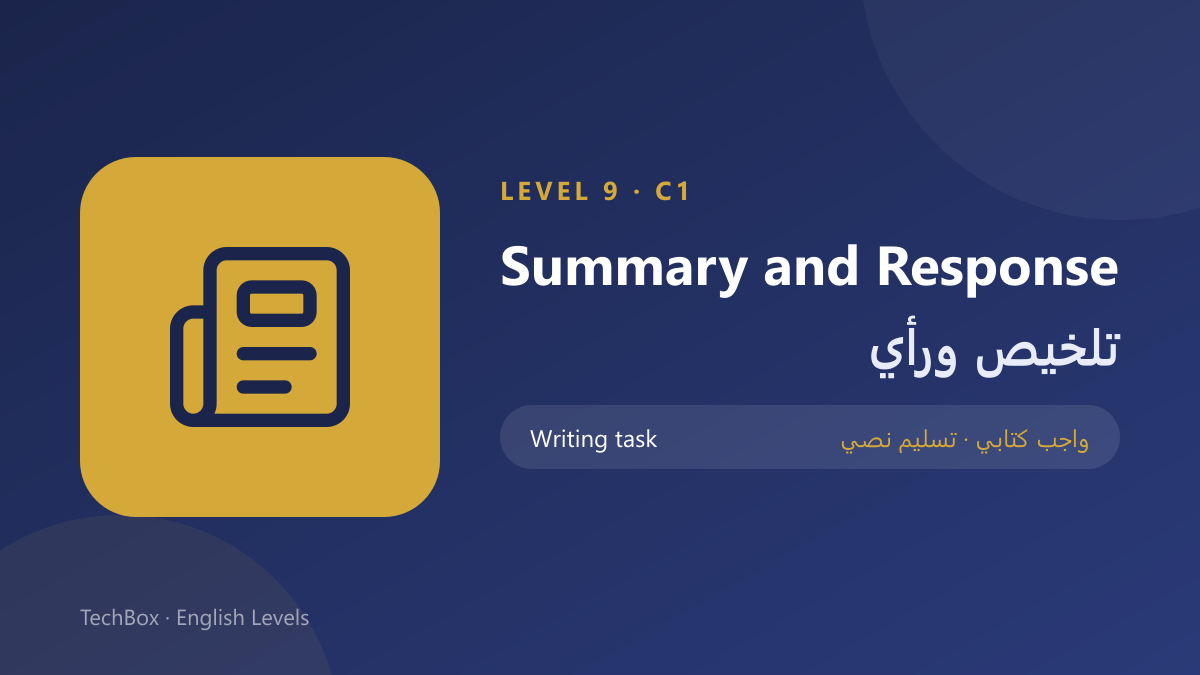 LEVEL 9 · C1
Summary and Response
تلخيص ورأي
Writing task
واجب كتابي · تسليم نصي
TechBox · English Levels